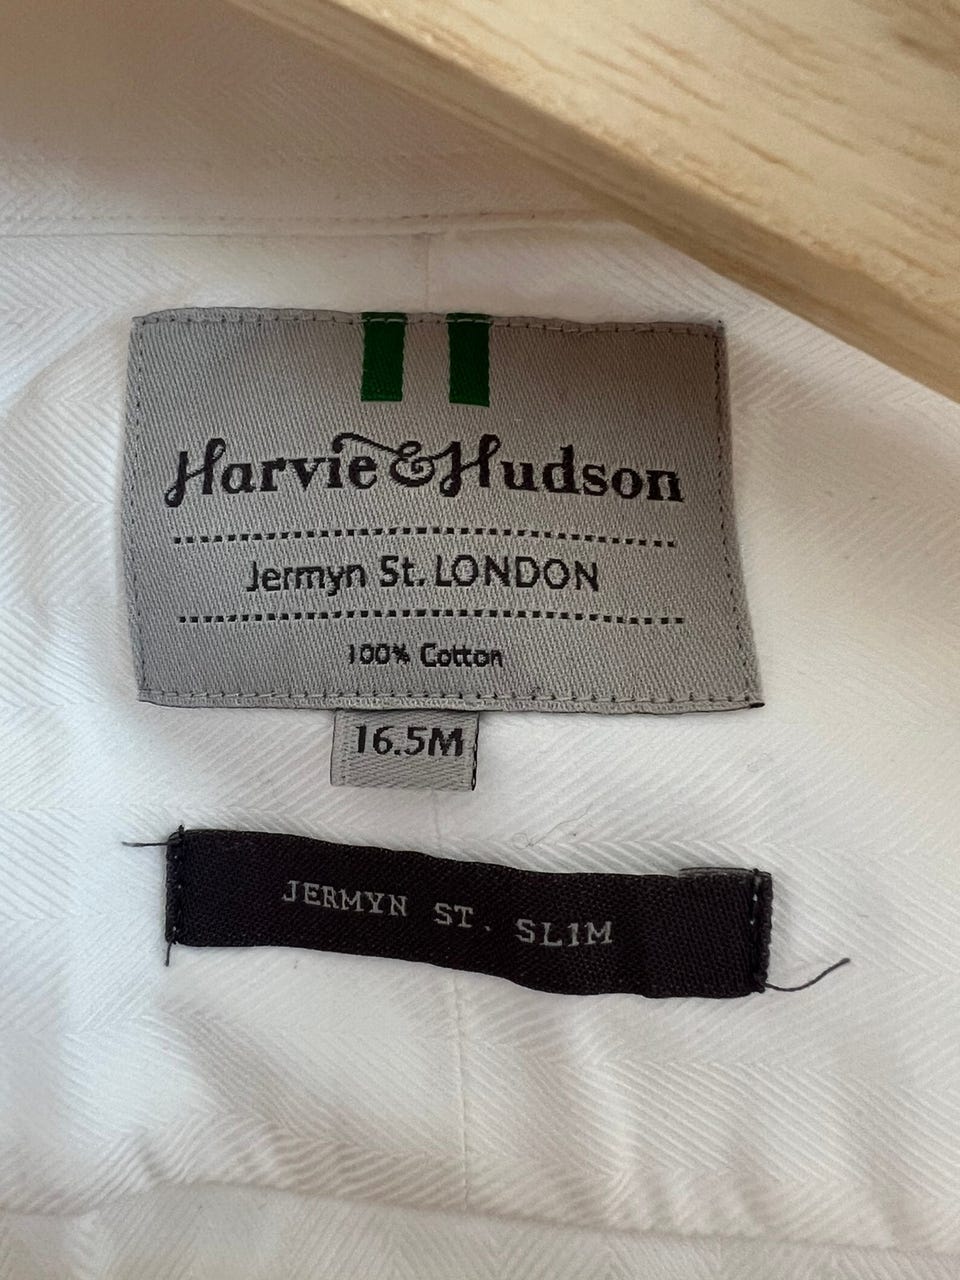 Harvie & Hudson
Jermyn St. LONDON
100% Cotton
16.5M
JERMYN ST. SLIM